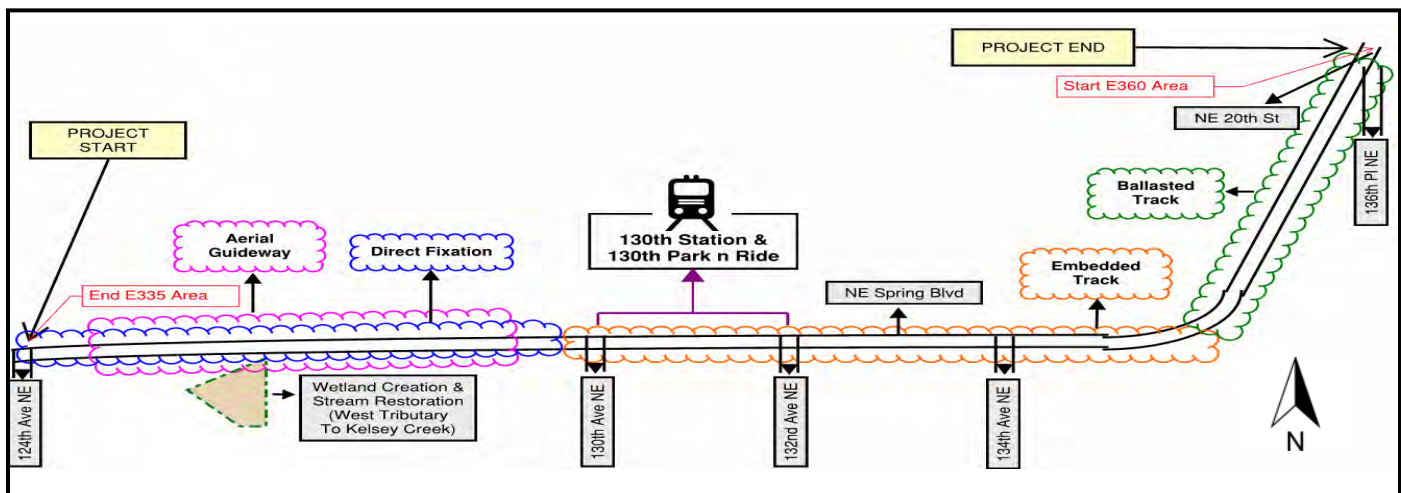 PROJECT END
Start E360 Area
NE 20th St
PROJECT
START
136th Pl NE
Ballasted
Track
130th Station &
130th Park n Ride
Aerial
Guideway
Direct Fixation
Embedded
Track
End E335 Area
NE Spring Blvd
Wetland Creation &
Stream Restoration
(West Tributary
To Kelsey Creek)
124th Ave NE
130th Ave NE
132nd Ave NE
134th Ave NE
N